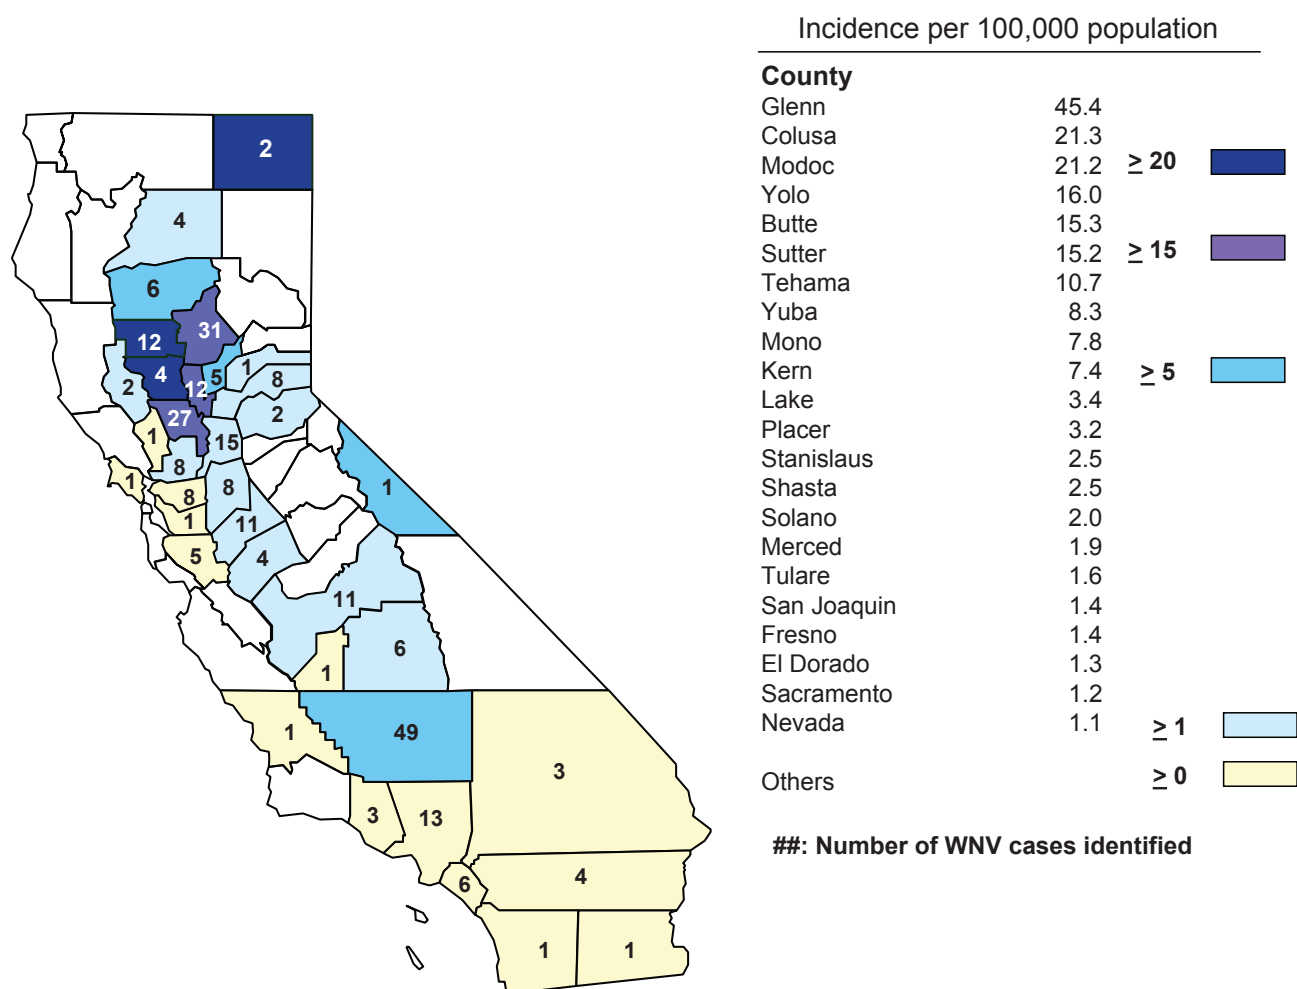 Incidence per 100,000 population
County
Glenn 45.4
Colusa 21.3
Modoc 21.2 ≥ 20
Yolo 16.0
Butte 15.3
Sutter 15.2 ≥ 15
Tehama 10.7
Yuba 8.3
Mono 7.8
Kern 7.4 ≥ 5
Lake 3.4
Placer 3.2
Stanislaus 2.5
Shasta 2.5
Solano 2.0
Merced 1.9
Tulare 1.6
San Joaquin 1.4
Fresno 1.4
El Dorado 1.3
Sacramento 1.2
Nevada 1.1 ≥ 1
Others ≥ 0
##: Number of WNV cases identified
2
4
6
31
12
1
5
8
4
2
12
2
27
1
15
8
1
8
1
8
1
11
5
4
11
6
1
1
49
3
3
13
4
6
1
1